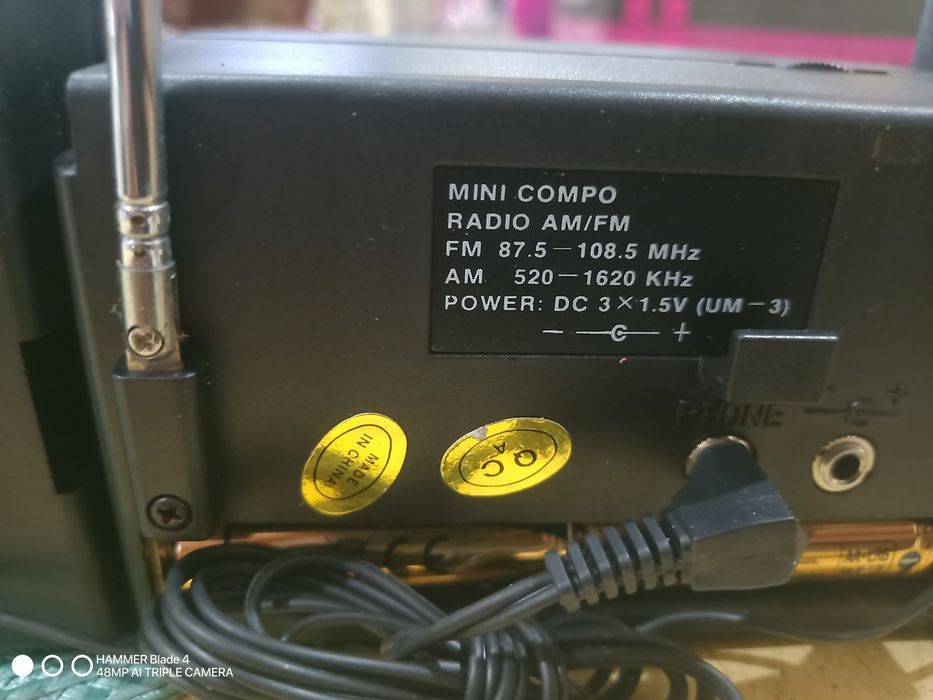 MINI COMPO
RADIO AM/FM
FM 87.5 — 108.5 MHz
AM 520 — 1620 KHz
POWER: DC 3 × 1.5V (UM — 3)
− +
PHONE
- +
MADE
IN CHINA
QC
A
HAMMER Blade 4
48MP AI TRIPLE CAMERA